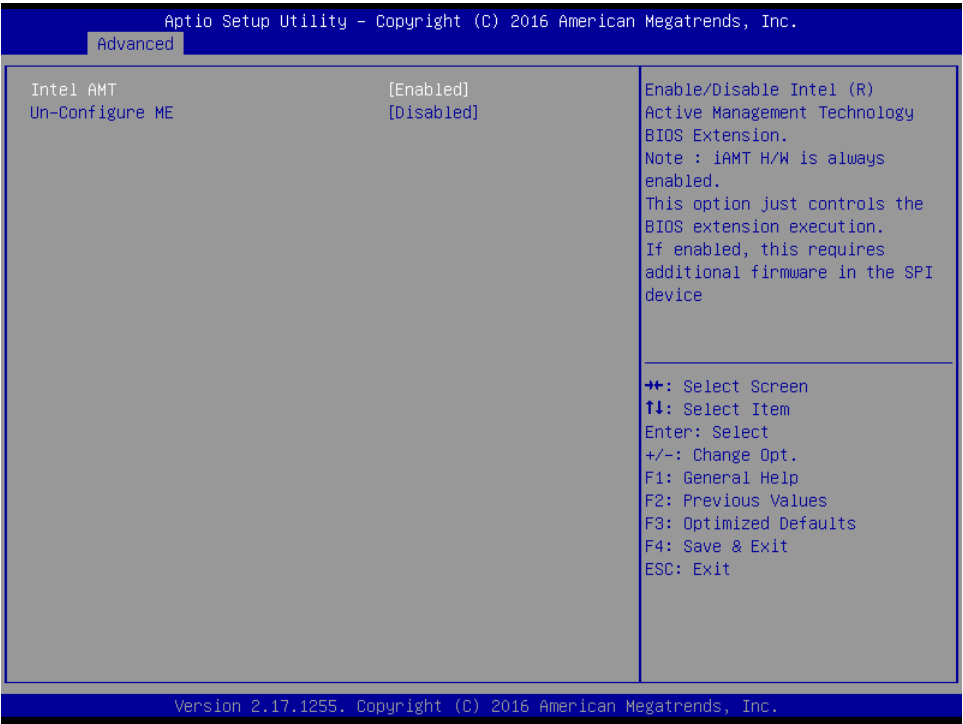 Aptio Setup Utility – Copyright (C) 2016 American Megatrends, Inc.
Advanced
Intel AMT [Enabled]
Un-Configure ME [Disabled]
Enable/Disable Intel (R)
Active Management Technology
BIOS Extension.
Note : iAMT H/W is always
enabled.
This option just controls the
BIOS extension execution.
If enabled, this requires
additional firmware in the SPI
device
→←: Select Screen
↑↓: Select Item
Enter: Select
+/-: Change Opt.
F1: General Help
F2: Previous Values
F3: Optimized Defaults
F4: Save & Exit
ESC: Exit
Version 2.17.1255. Copyright (C) 2016 American Megatrends, Inc.